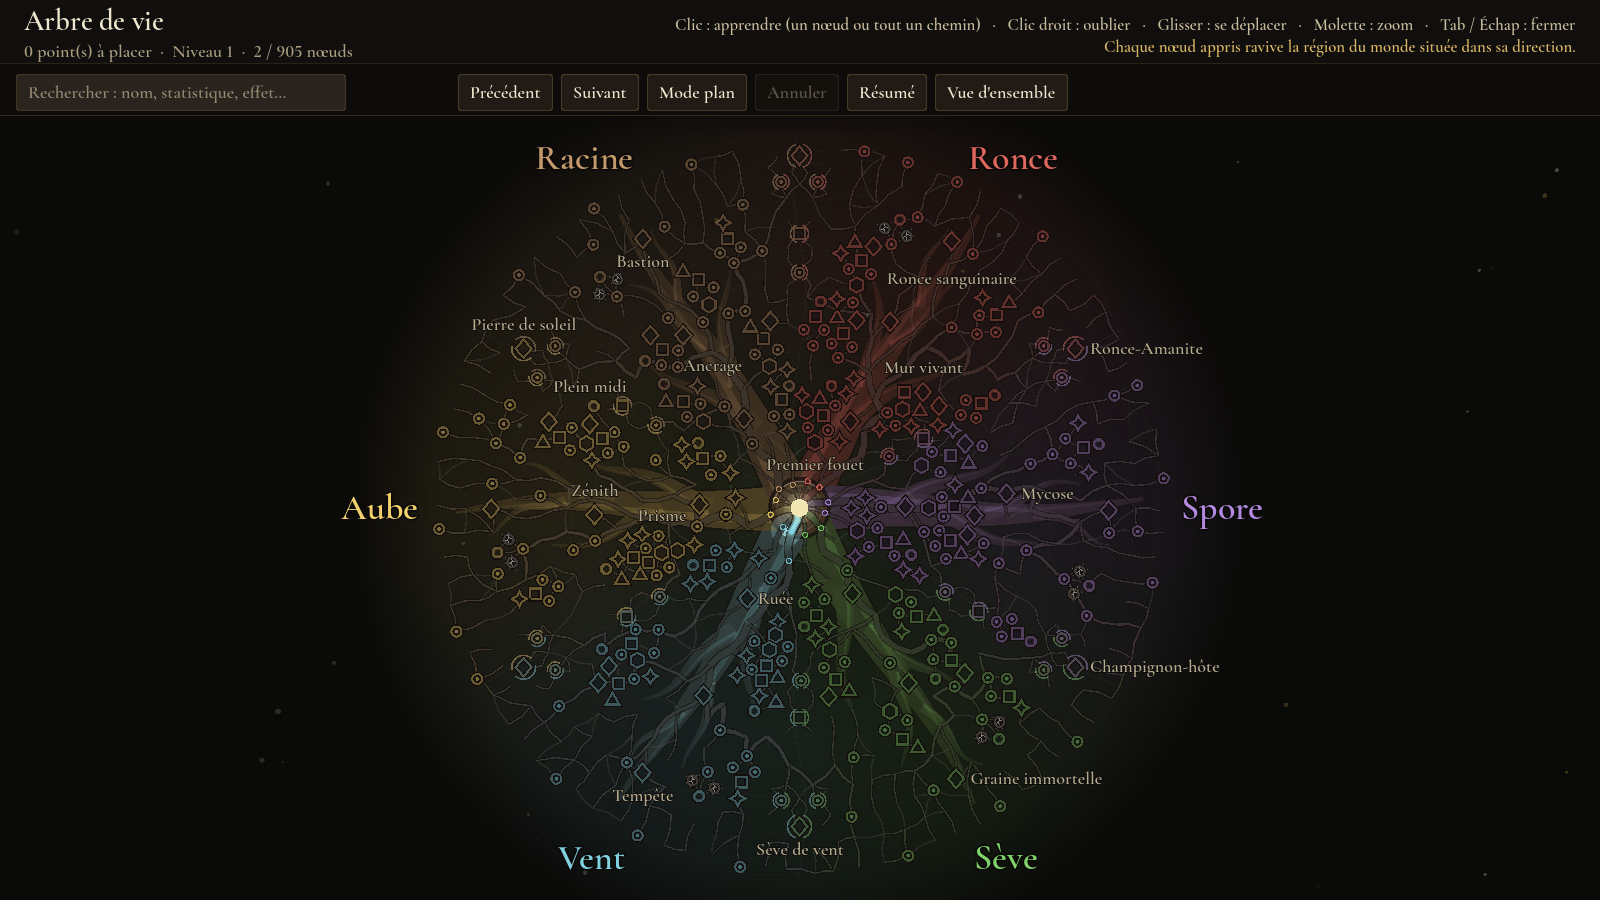 Arbre de vie
0 point(s) à placer · Niveau 1 · 2 / 905 nœuds
Clic : apprendre (un nœud ou tout un chemin) · Clic droit : oublier · Glisser : se déplacer · Molette : zoom · Tab / Échap : fermer
Chaque nœud appris ravive la région du monde située dans sa direction.
Rechercher : nom, statistique, effet...
Précédent
Suivant
Mode plan
Annuler
Résumé
Vue d'ensemble
Racine
Ronce
Bastion
Ronce sanguinaire
Pierre de soleil
Ronce-Amanite
Ancrage
Mur vivant
Plein midi
Premier fouet
Zénith
Mycose
Aube
Prisme
Spore
Ruée
Champignon-hôte
Graine immortelle
Tempête
Sève de vent
Vent
Sève